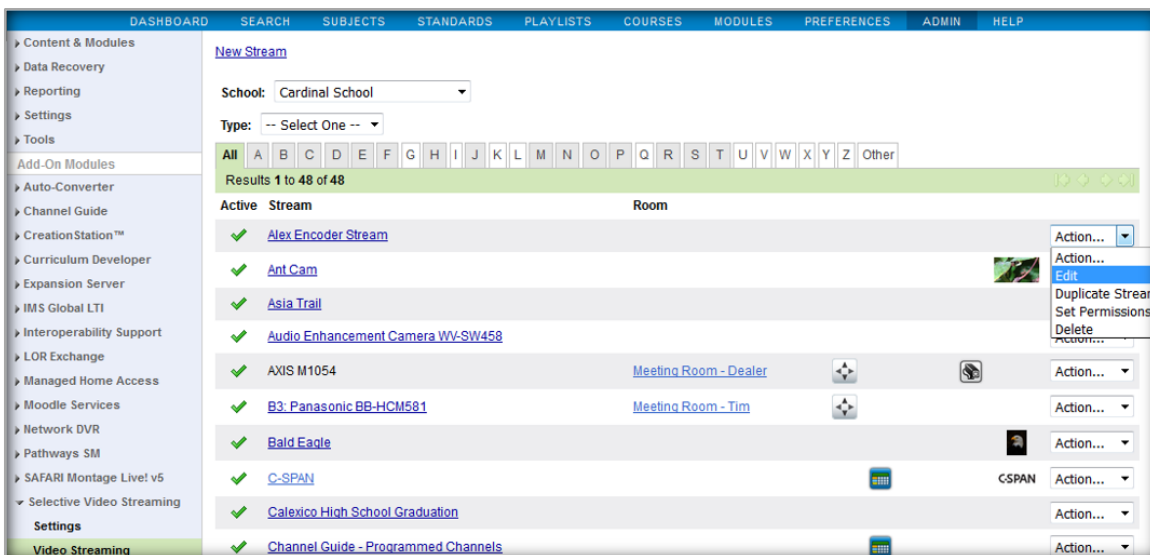 DASHBOARD SEARCH SUBJECTS STANDARDS PLAYLISTS COURSES MODULES PREFERENCES ADMIN HELP
Content & Modules
Data Recovery
Reporting
Settings
Tools
Add-On Modules
Auto-Converter
Channel Guide
CreationStation™
Curriculum Developer
Expansion Server
IMS Global LTI
Interoperability Support
LOR Exchange
Managed Home Access
Moodle Services
Network DVR
Pathways SM
SAFARI Montage Live! v5
Selective Video Streaming
Settings
Video Streaming
New Stream
School: Cardinal School
Type: -- Select One --
All A B C D E F G H I J K L M N O P Q R S T U V W X Y Z Other
Results 1 to 48 of 48
Active Stream Room
Alex Encoder Stream Action...
Action...
Ant Cam
Edit
Duplicate Stream
Asia Trail
Set Permissions
Delete
Audio Enhancement Camera WV-SW458 Action...
AXIS M1054 Meeting Room - Dealer Action...
B3: Panasonic BB-HCM581 Meeting Room - Tim Action...
Bald Eagle Action...
C-SPAN C-SPAN Action...
Calexico High School Graduation Action...
Channel Guide - Programmed Channels Action...